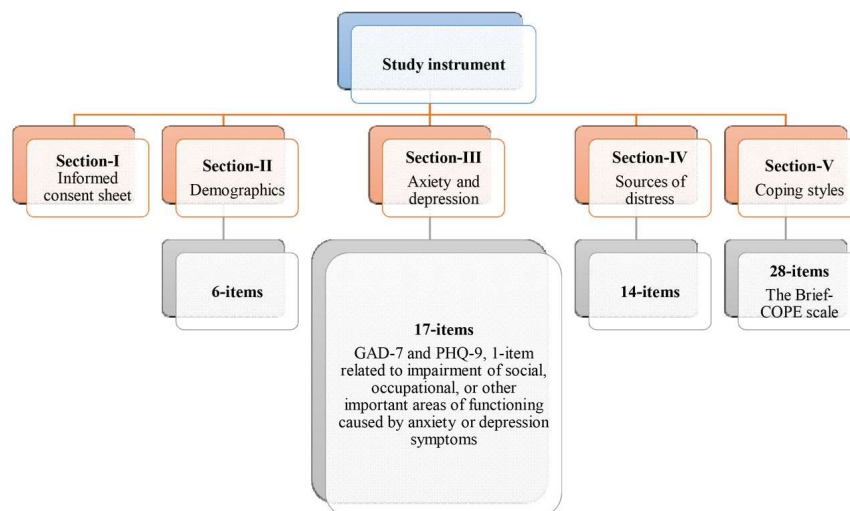 Study instrument
Section-I
Informed
consent sheet
Section-II
Demographics
Section-III
Axiety and
depression
Section-IV
Sources of
distress
Section-V
Coping styles
6-items
17-items
GAD-7 and PHQ-9, 1-item
related to impairment of social,
occupational, or other
important areas of functioning
caused by anxiety or depression
symptoms
14-items
28-items
The Brief-
COPE scale